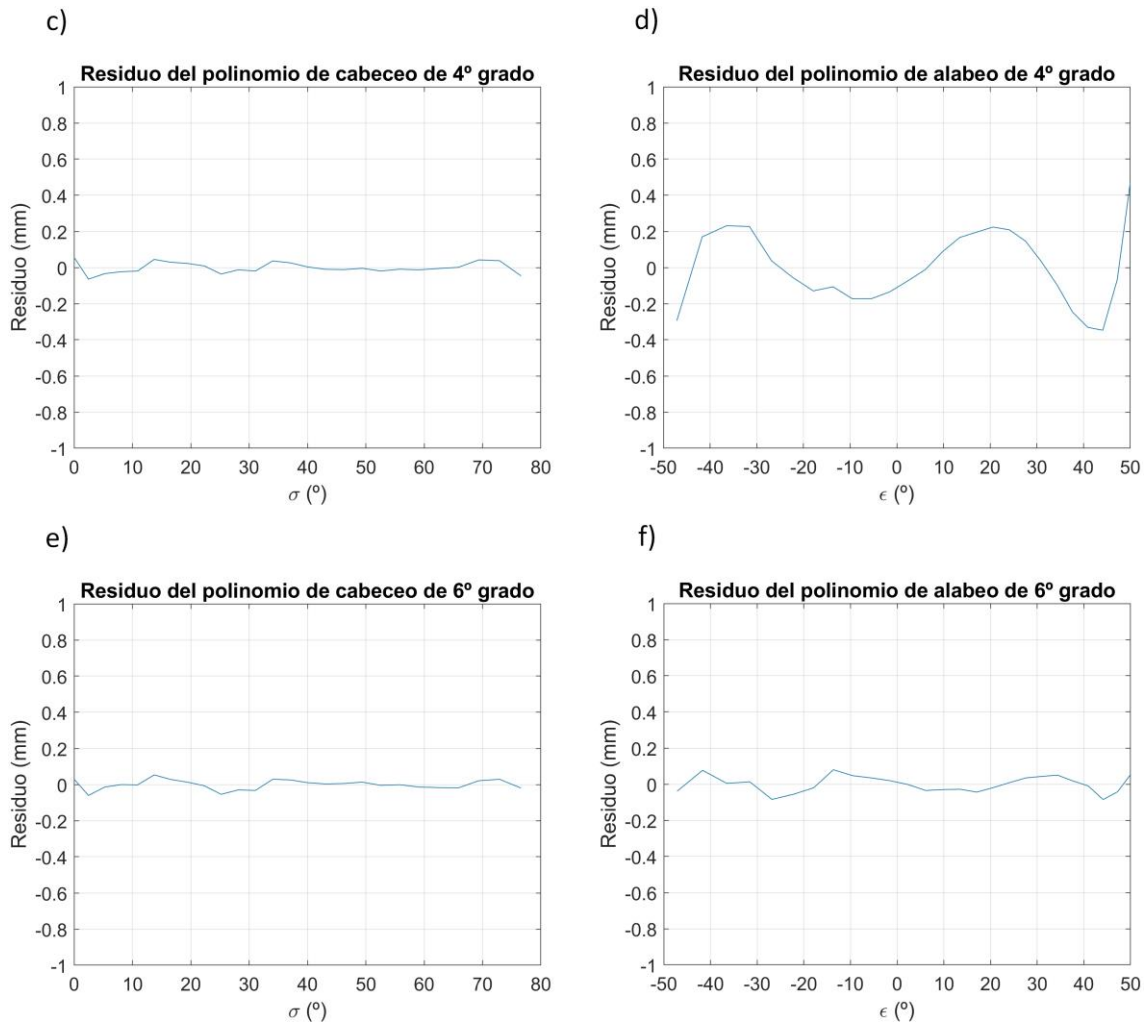 c)
Residuo del polinomio de cabeceo de 4º grado
1
0.8
0.6
0.4
0.2
0
-0.2
-0.4
-0.6
-0.8
-1
Residuo (mm)
0 10 20 30 40 50 60 70 80
σ (º)
d)
Residuo del polinomio de alabeo de 4º grado
1
0.8
0.6
0.4
0.2
0
-0.2
-0.4
-0.6
-0.8
-1
Residuo (mm)
-50 -40 -30 -20 -10 0 10 20 30 40 50
ϵ (º)
e)
Residuo del polinomio de cabeceo de 6º grado
1
0.8
0.6
0.4
0.2
0
-0.2
-0.4
-0.6
-0.8
-1
Residuo (mm)
0 10 20 30 40 50 60 70 80
σ (º)
f)
Residuo del polinomio de alabeo de 6º grado
1
0.8
0.6
0.4
0.2
0
-0.2
-0.4
-0.6
-0.8
-1
Residuo (mm)
-50 -40 -30 -20 -10 0 10 20 30 40 50
ϵ (º)